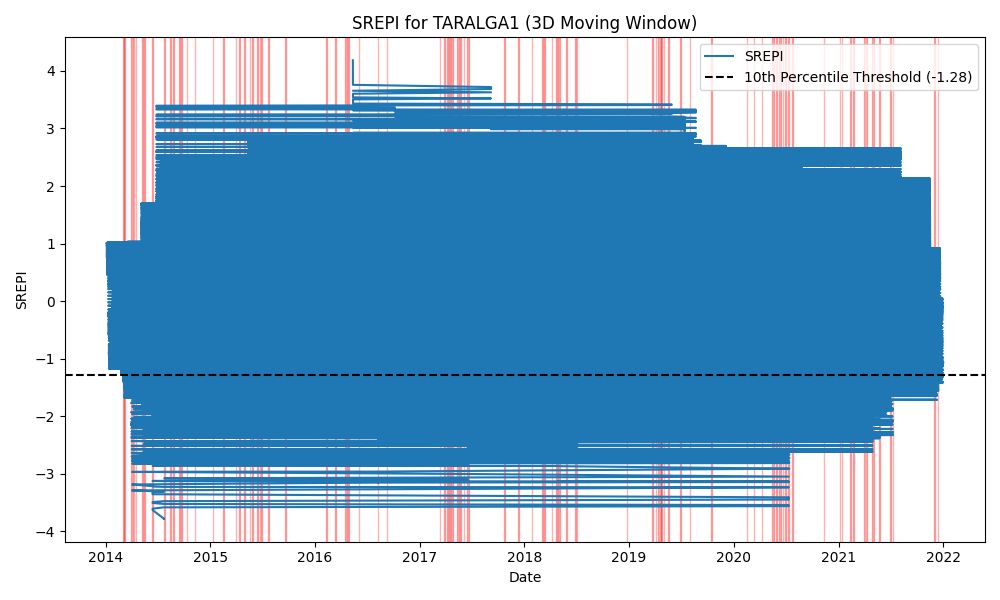 SREPI for TARALGA1 (3D Moving Window)
SREPI
10th Percentile Threshold (-1.28)
4
3
2
1
0
−1
−2
−3
−4
SREPI
2014 2015 2016 2017 2018 2019 2020 2021 2022
Date